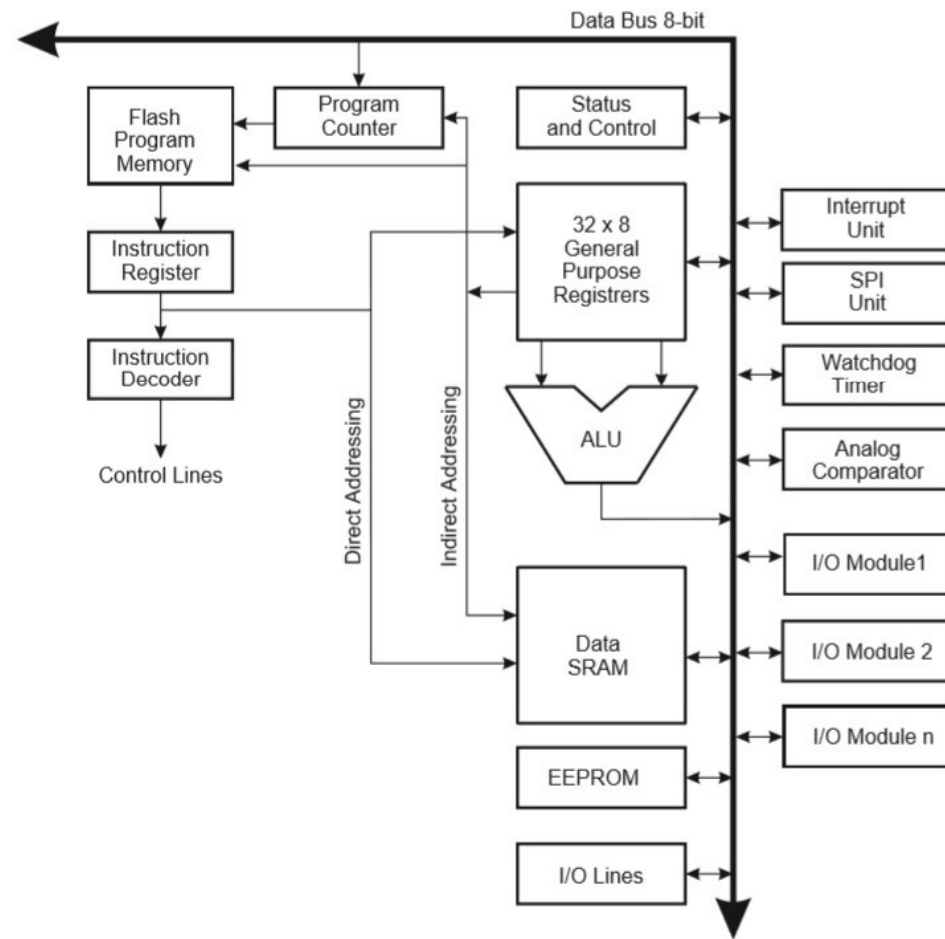 Data Bus 8-bit
Flash
Program
Memory
Program
Counter
Status
and Control
Interrupt
Unit
32 x 8
General
Purpose
Registrers
Instruction
Register
SPI
Unit
Instruction
Decoder
Watchdog
Timer
ALU
Analog
Comparator
Control Lines
Direct Addressing
Indirect Addressing
I/O Module1
Data
SRAM
I/O Module 2
I/O Module n
EEPROM
I/O Lines